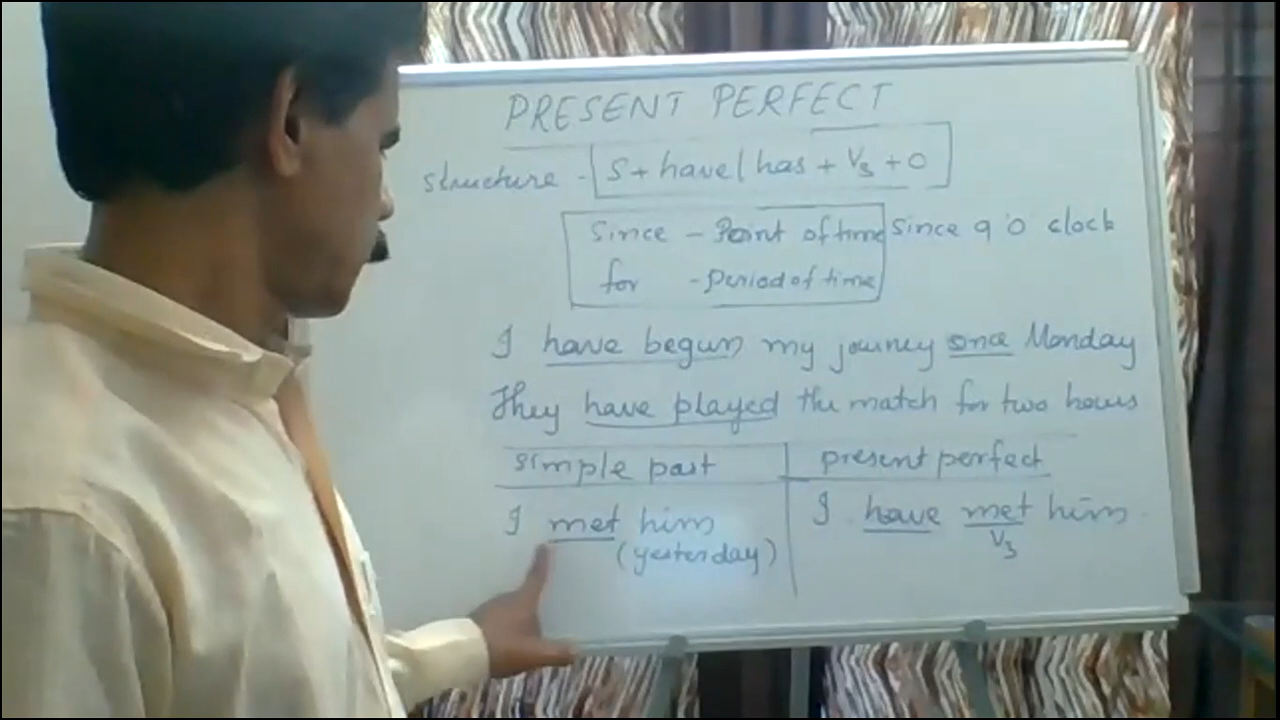 PRESENT PERFECT
Structure - S + have / has + V3 + O
Since - Point of time Since 9 o clock
for - Period of time
I have begun my journey since Monday
They have played the match for two hours
simple past present perfect
I met him I have met him
(yesterday) V3